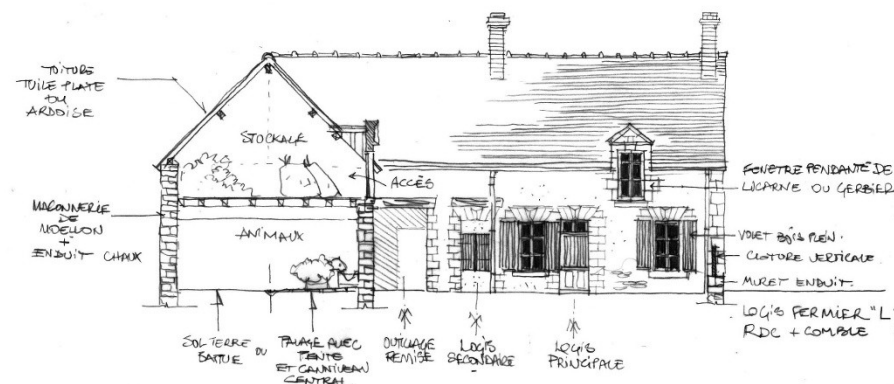 TOITURE
TUILE PLATE
OU
ARDOISE
STOCKAGE
ACCÈS
MACONNERIE
DE
MOELLON
+
ENDUIT CHAUX
ANIMAUX
FENETRE PENDANTE DE
LUCARNE OU GERBIER
VOLET BOIS PLEIN
CLOTURE VERTICALE
MURET ENDUIT
LOGIS FERMIER "L"
RDC + COMBLE
SOL TERRE
BATTUE
OU
PAVAGE AVEC
PENTE
ET CANIVEAU
CENTRAL
OUTILLAGE
REMISE
LOGIS
SECONDAIRE
LOGIS
PRINCIPALE